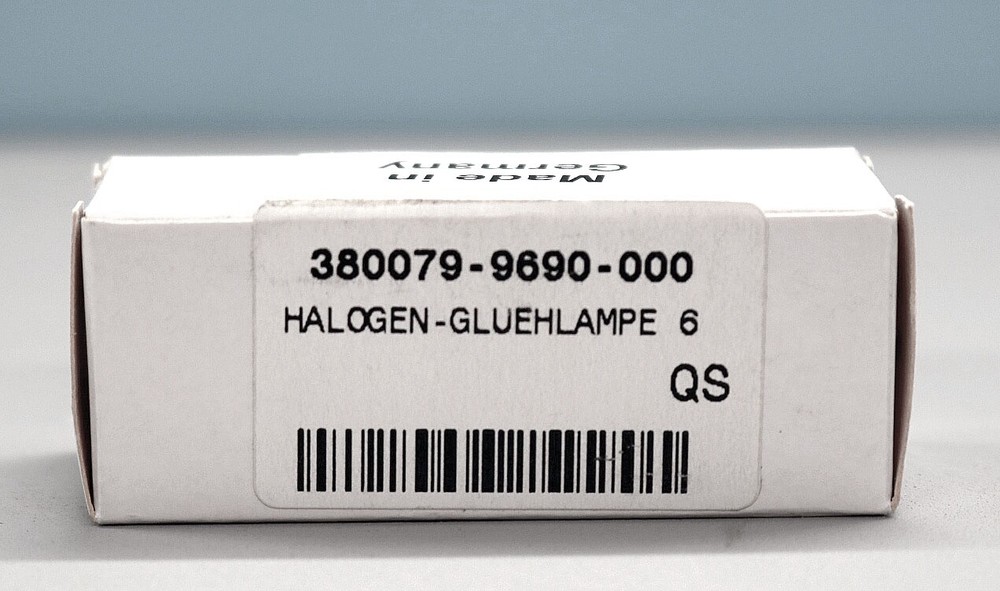 Made in
Germany
380079-9690-000
HALOGEN-GLUEHLAMPE 6
QS